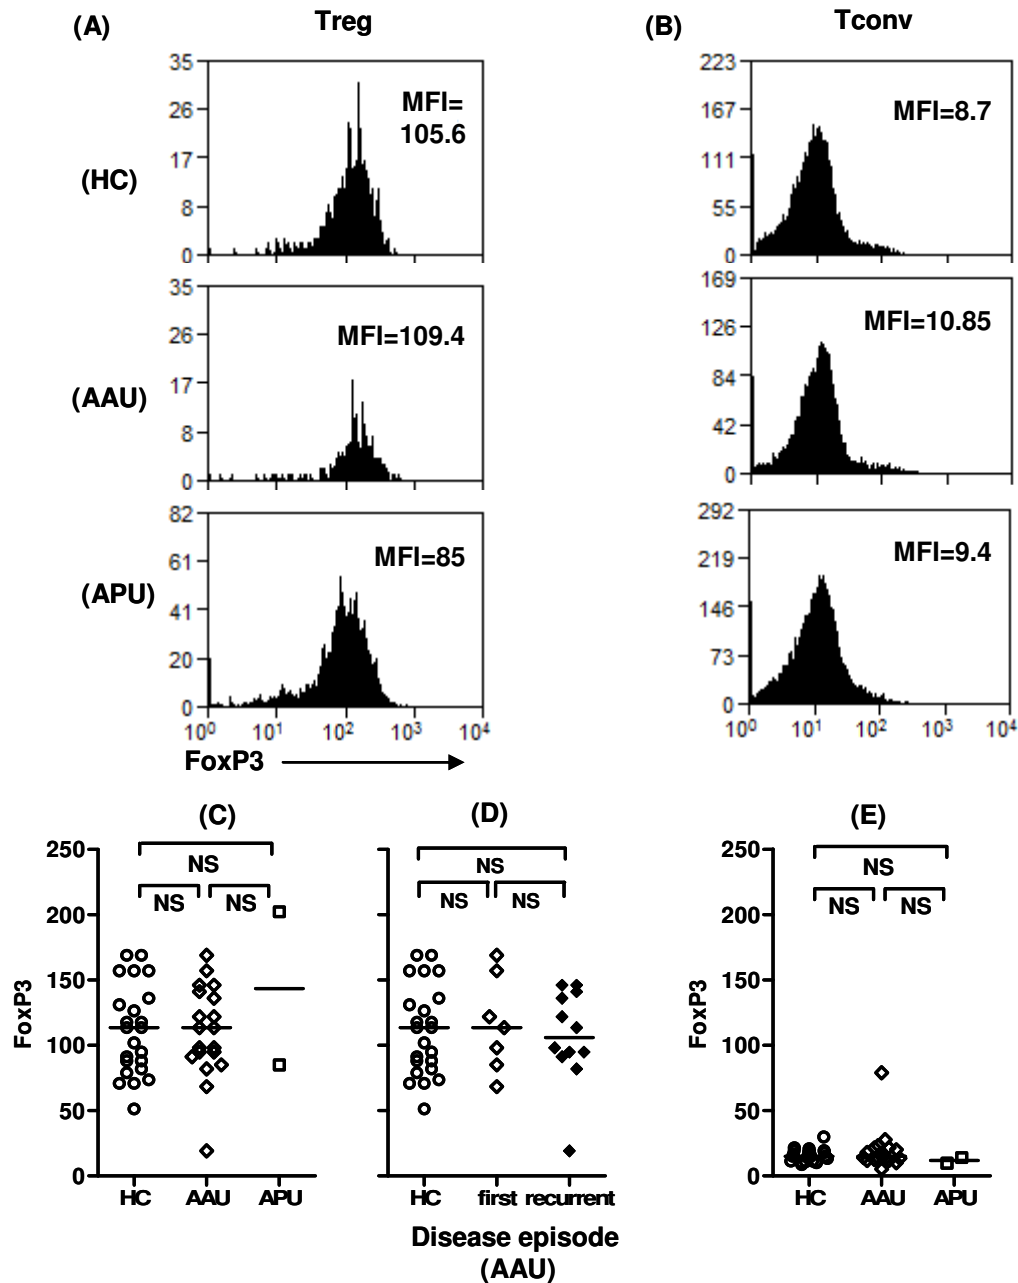 (A) Treg (B) Tconv
(HC)
35
26
17
8
0
MFI=
105.6
223
167
111
55
0
MFI=8.7
(AAU)
35
26
17
8
0
MFI=109.4
169
126
84
42
0
MFI=10.85
(APU)
82
61
41
20
0
MFI=85
10⁰ 10¹ 10² 10³ 10⁴
FoxP3
292
219
146
73
0
MFI=9.4
10⁰ 10¹ 10² 10³ 10⁴
(C)
250
200
150
100
50
0
FoxP3
NS
NS NS
HC AAU APU
(D)
NS
NS NS
HC first recurrent
Disease episode
(AAU)
(E)
250
200
150
100
50
0
FoxP3
NS
NS NS
HC AAU APU